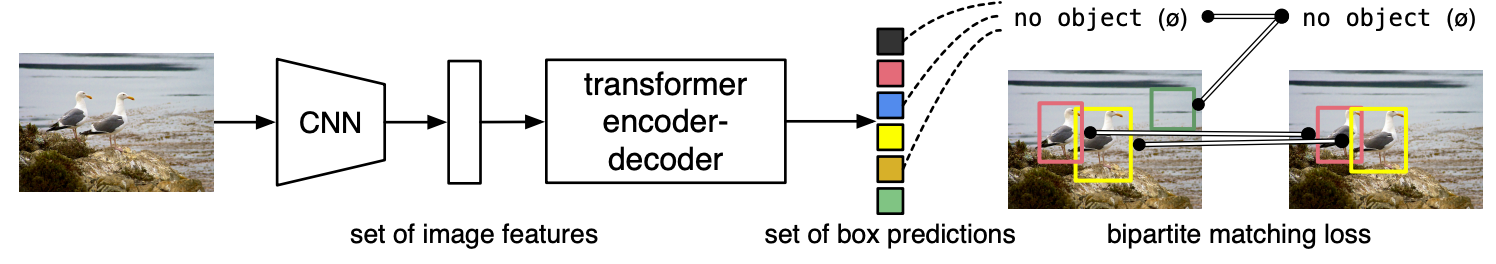 no object (ø)
no object (ø)
CNN
transformer
encoder-
decoder
set of image features
set of box predictions
bipartite matching loss